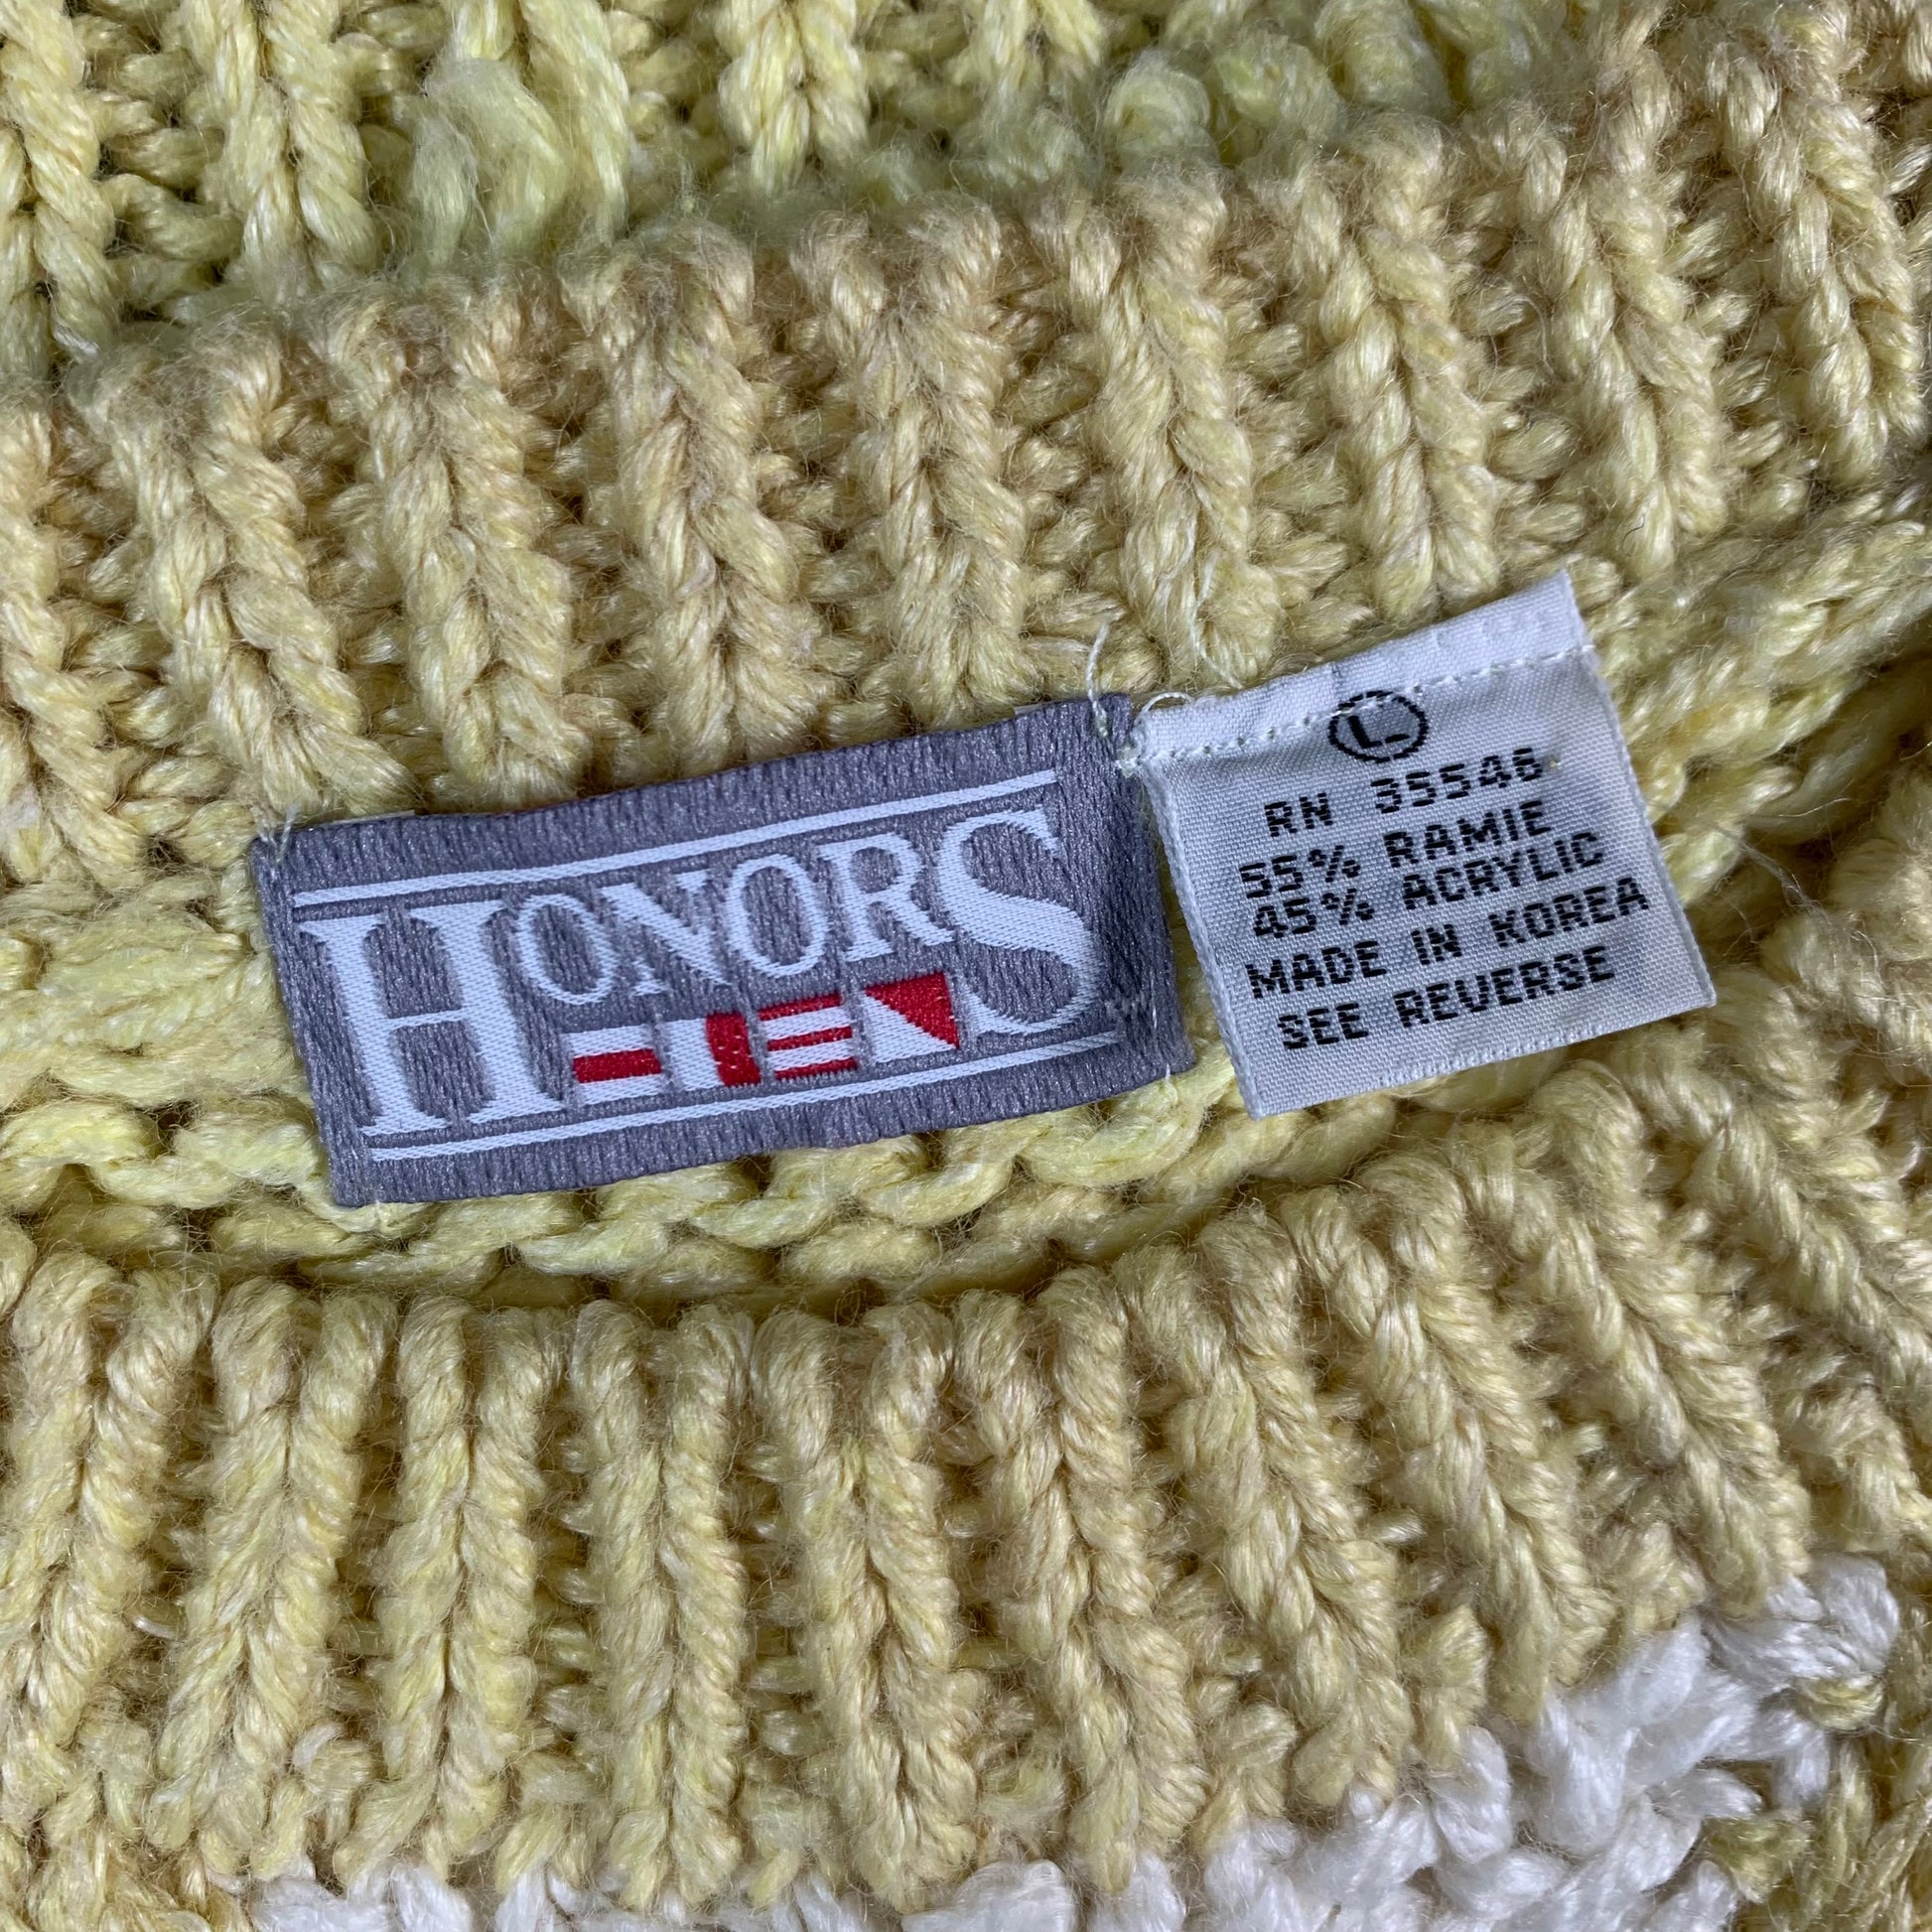 HONORS
L
RN 35546
55% RAMIE
45% ACRYLIC
MADE IN KOREA
SEE REVERSE